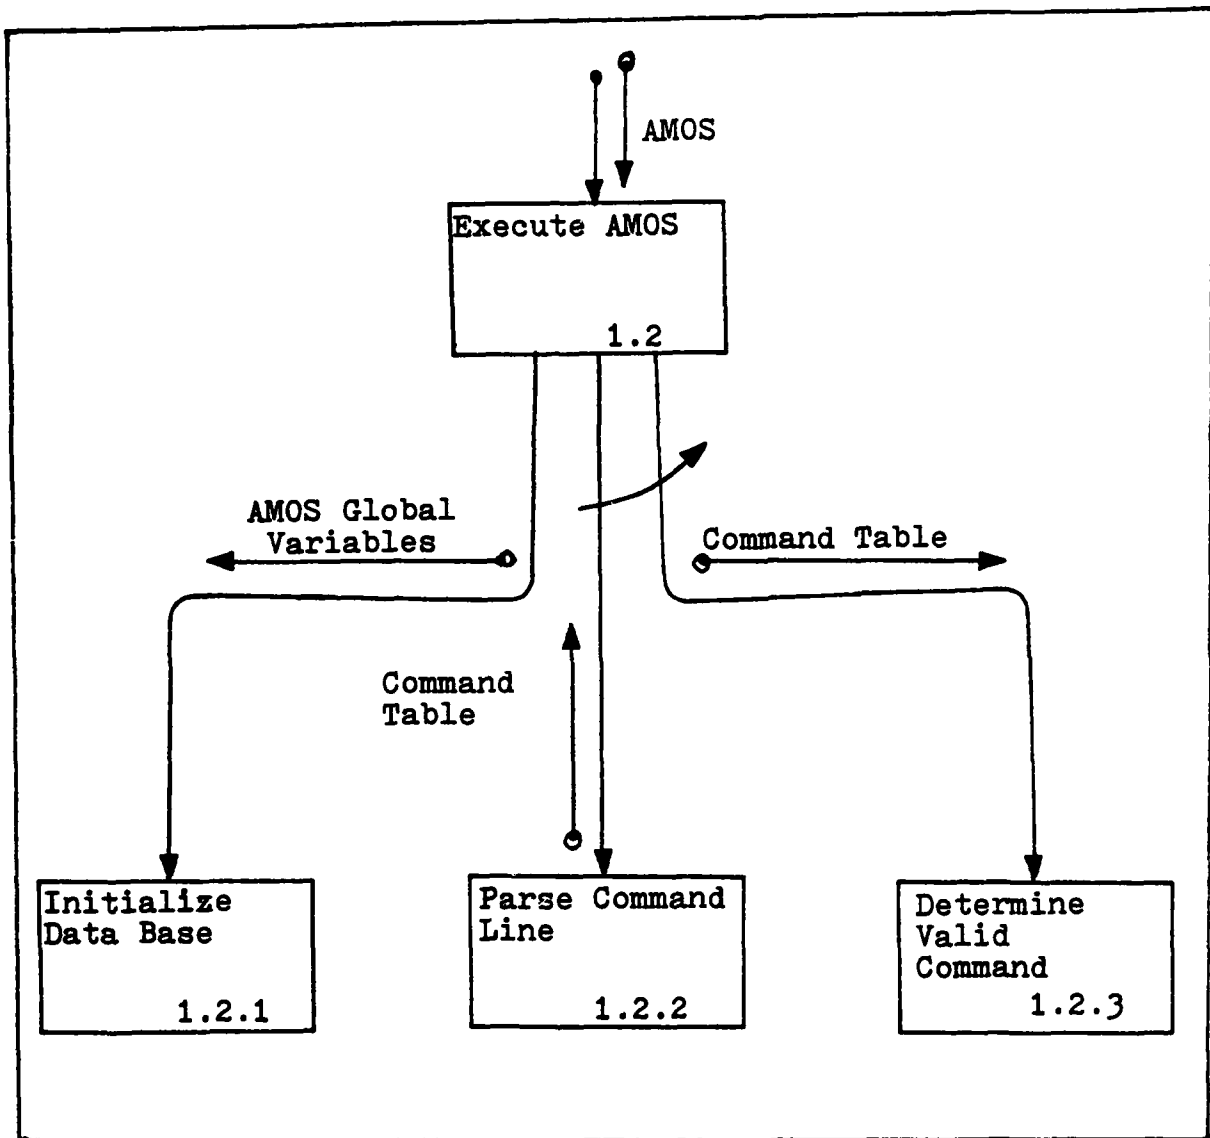 AMOS
Execute AMOS
1.2
AMOS Global
Variables
Command Table
Command
Table
Initialize
Data Base
1.2.1
Parse Command
Line
1.2.2
Determine
Valid
Command
1.2.3